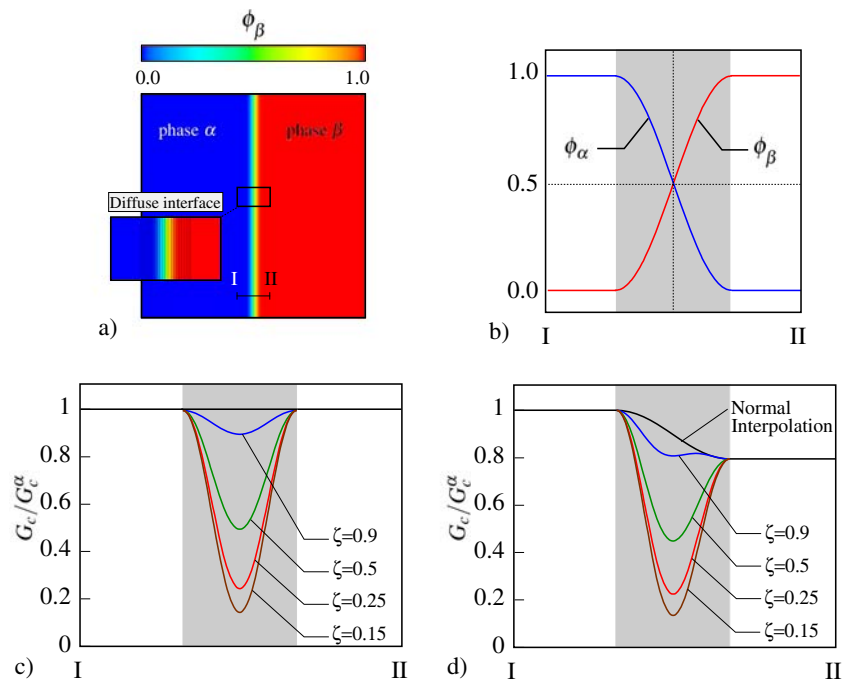 ϕβ
0.0 1.0
phase α phase β
Diffuse interface
I II
a)
1.0
0.5
0.0
ϕα ϕβ
I II
b)
Gc/Gcα
1
0.8
0.6
0.4
0.2
0
ζ=0.9
ζ=0.5
ζ=0.25
ζ=0.15
I II
c)
Gc/Gcα
1
0.8
0.6
0.4
0.2
0
Normal
Interpolation
ζ=0.9
ζ=0.5
ζ=0.25
ζ=0.15
I II
d)